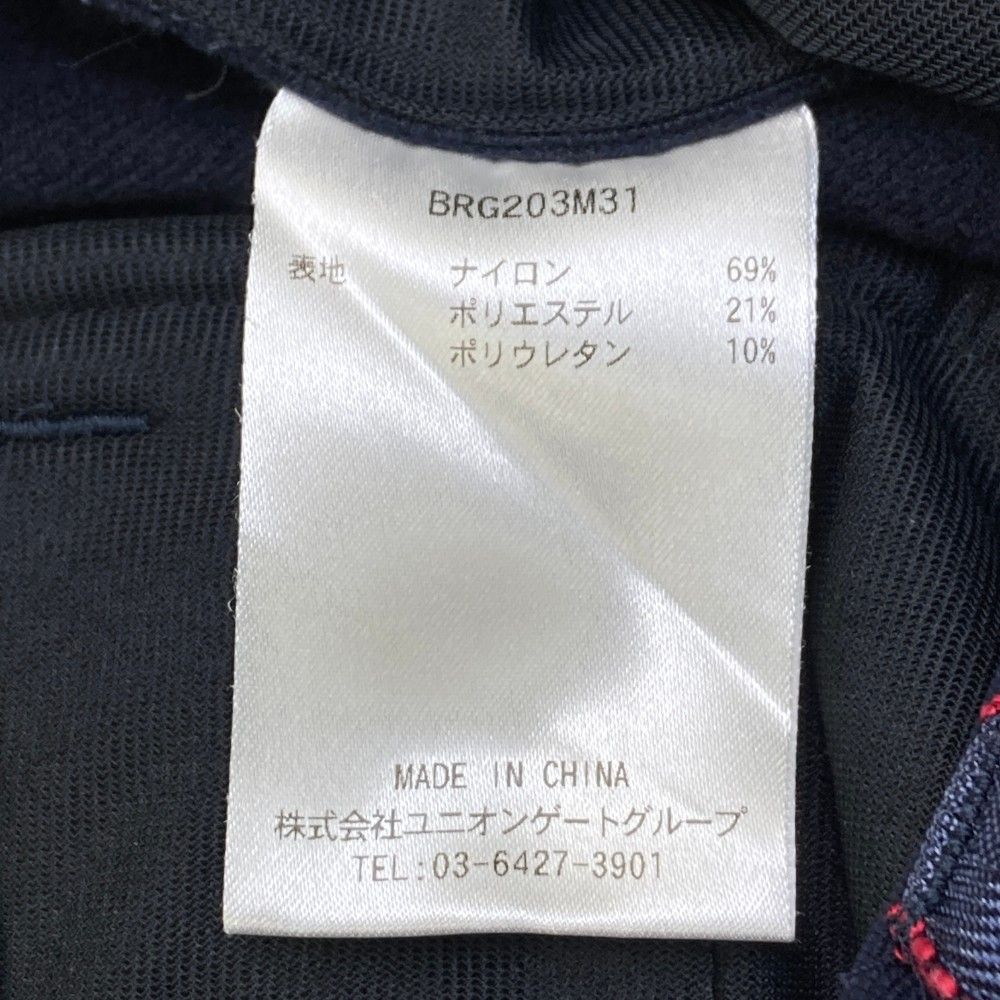 BRG203M31
表地 ナイロン 69%
ポリエステル 21%
ポリウレタン 10%
MADE IN CHINA
株式会社ユニオンゲートグループ
TEL:03-6427-3901